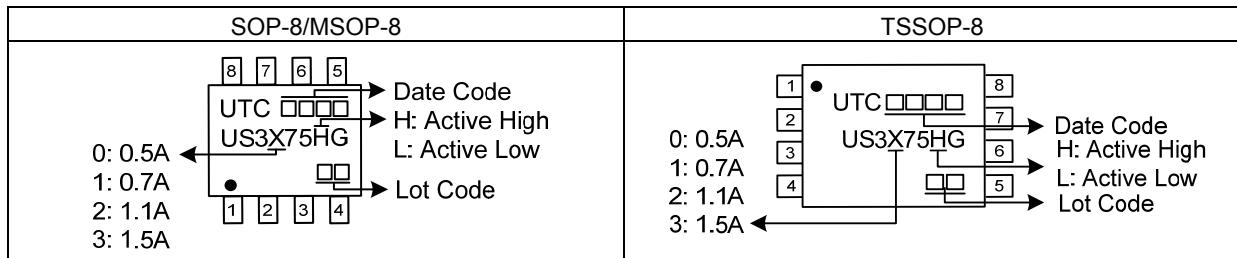 SOP-8/MSOP-8
8 7 6 5
UTC □□□□
Date Code
US3X75HG
H: Active High
L: Active Low
0: 0.5A
1: 0.7A
2: 1.1A
3: 1.5A
□□
Lot Code
1 2 3 4
TSSOP-8
1
2
3
4
8
7
6
5
UTC □□□□
US3X75HG
□□
0: 0.5A
1: 0.7A
2: 1.1A
3: 1.5A
Date Code
H: Active High
L: Active Low
Lot Code